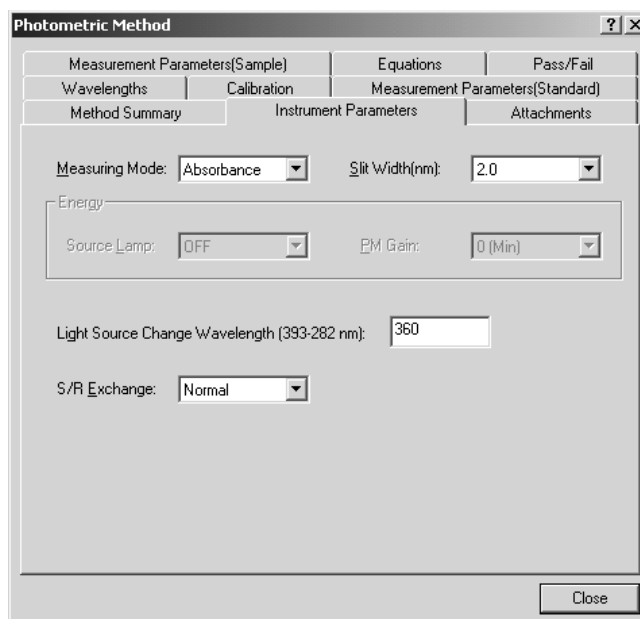 Photometric Method
Measurement Parameters(Sample) Equations Pass/Fail
Wavelengths Calibration Measurement Parameters(Standard)
Method Summary Instrument Parameters Attachments
Measuring Mode: Absorbance Slit Width(nm): 2.0
Energy
Source Lamp: OFF PM Gain: 0 (Min)
Light Source Change Wavelength (393-282 nm): 360
S/R Exchange: Normal
Close